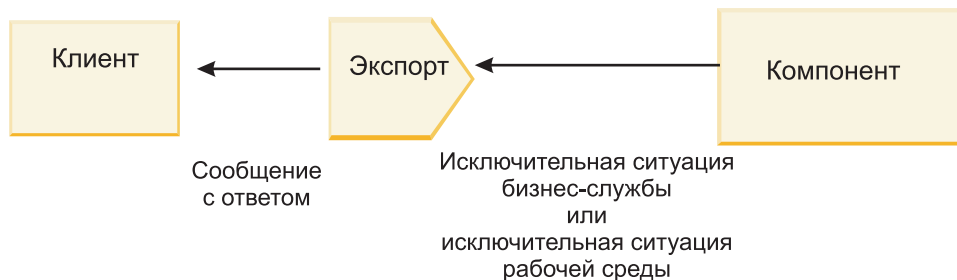 Клиент
Экспорт
Компонент
Сообщение
с ответом
Исключительная ситуация
бизнес-службы
или
исключительная ситуация
рабочей среды